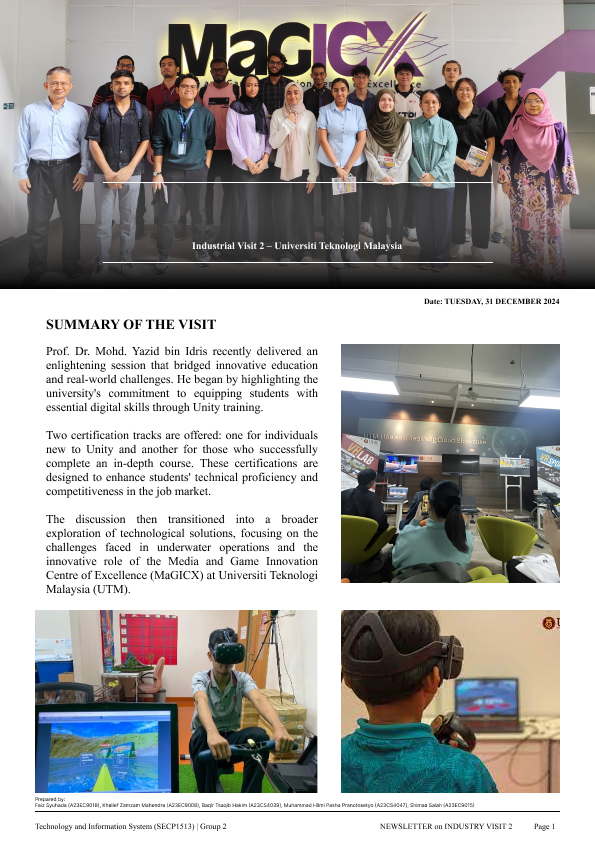 MaGICX
Industrial Visit 2 – Universiti Teknologi Malaysia
Date: TUESDAY, 31 DECEMBER 2024
SUMMARY OF THE VISIT
Prof. Dr. Mohd. Yazid bin Idris recently delivered an
enlightening session that bridged innovative education
and real-world challenges. He began by highlighting the
university's commitment to equipping students with
essential digital skills through Unity training.
Two certification tracks are offered: one for individuals
new to Unity and another for those who successfully
complete an in-depth course. These certifications are
designed to enhance students' technical proficiency and
competitiveness in the job market.
The discussion then transitioned into a broader
exploration of technological solutions, focusing on the
challenges faced in underwater operations and the
innovative role of the Media and Game Innovation
Centre of Excellence (MaGICX) at Universiti Teknologi
Malaysia (UTM).
VRLAB
Prepared by:
Faiz Syuhada (A23EC9018), Khalief Zamzam Mahendra (A23EC9008), Baqir Tsaqib Hakim (A23CS4039), Muhammad Hilmi Pasha Pranotosetyo (A23CS4047), Shimaa Salah (A23EC9015)
Technology and Information System (SECP1513) | Group 2
NEWSLETTER on INDUSTRY VISIT 2
Page 1